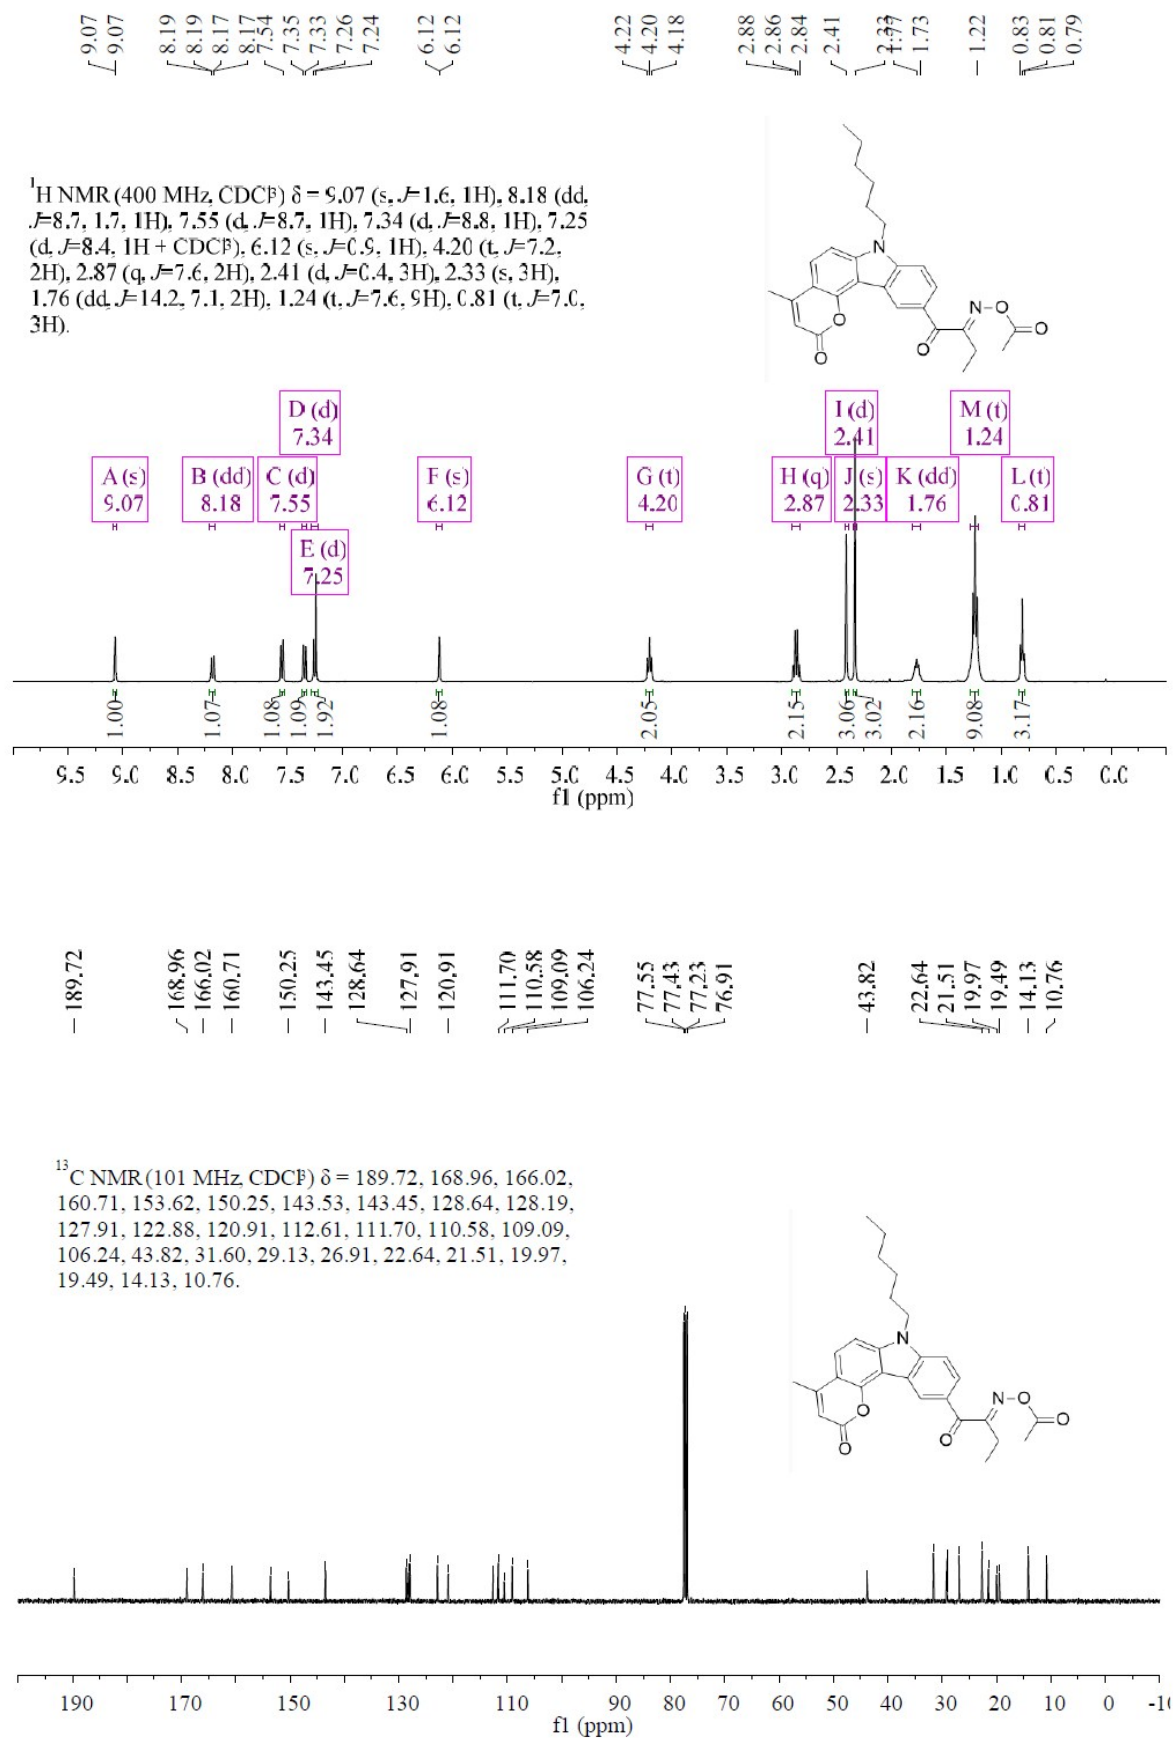 9.07 9.07 8.19 8.19 8.17 8.17 7.54 7.35 7.33 7.26 7.24 6.12 6.12 4.22 4.20 4.18 2.88 2.86 2.84 2.41 2.33 1.77 1.73 1.22 0.83 0.81 0.79
1H NMR (400 MHz, CDCl3) δ = 9.07 (s, J=1.6, 1H), 8.18 (dd,
J=8.7, 1.7, 1H), 7.55 (d, J=8.7, 1H), 7.34 (d, J=8.8, 1H), 7.25
(d, J=8.4, 1H + CDCl3), 6.12 (s, J=0.9, 1H), 4.20 (t, J=7.2,
2H), 2.87 (q, J=7.6, 2H), 2.41 (d, J=0.4, 3H), 2.33 (s, 3H),
1.76 (dd, J=14.2, 7.1, 2H), 1.24 (t, J=7.6, 9H), 0.81 (t, J=7.0,
3H).
N
O
O
O
N
O
O
D (d)
7.34
I (d)
2.41
M (t)
1.24
A (s)
9.07
B (dd)
8.18
C (d)
7.55
F (s)
6.12
G (t)
4.20
H (q)
2.87
J (s)
2.33
K (dd)
1.76
L (t)
0.81
E (d)
7.25
1.00 1.07 1.08 1.09 1.92 1.08 2.05 2.15 3.06 3.02 2.16 9.08 3.17
9.5 9.0 8.5 8.0 7.5 7.0 6.5 6.0 5.5 5.0 4.5 4.0 3.5 3.0 2.5 2.0 1.5 1.0 0.5 0.0
f1 (ppm)
189.72 168.96 166.02 160.71 150.25 143.45 128.64 127.91 120.91 111.70 110.58 109.09 106.24 77.55 77.43 77.23 76.91 43.82 22.64 21.51 19.97 19.49 14.13 10.76
13C NMR (101 MHz, CDCl3) δ = 189.72, 168.96, 166.02,
160.71, 153.62, 150.25, 143.53, 143.45, 128.64, 128.19,
127.91, 122.88, 120.91, 112.61, 111.70, 110.58, 109.09,
106.24, 43.82, 31.60, 29.13, 26.91, 22.64, 21.51, 19.97,
19.49, 14.13, 10.76.
N
O
O
O
N
O
O
190 170 150 130 110 90 80 70 60 50 40 30 20 10 0
f1 (ppm)